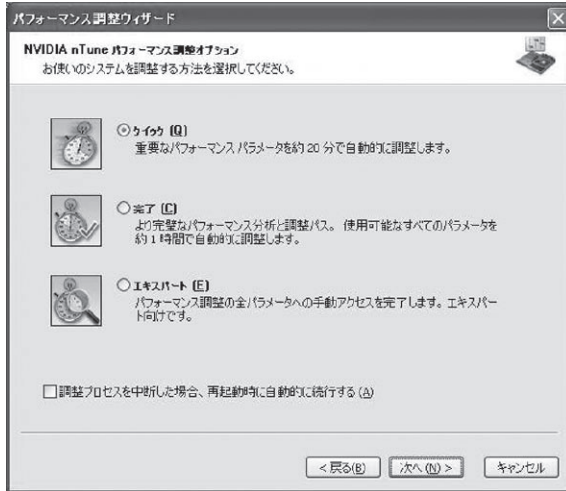 パフォーマンス調整ウィザード
NVIDIA nTune パフォーマンス調整オプション
お使いのシステムを調整する方法を選択してください。
クイック (Q)
重要なパフォーマンス パラメータを約 20 分で自動的に調整します。
完了 (C)
より完璧なパフォーマンス分析と調整パス。 使用可能なすべてのパラメータを
約 1 時間で自動的に調整します。
エキスパート (E)
パフォーマンス調整の全パラメータへの手動アクセスを完了します。エキスパー
ト向けです。
調整プロセスを中断した場合、再起動時に自動的に続行する (A)
< 戻る(B)
次へ (N) >
キャンセル